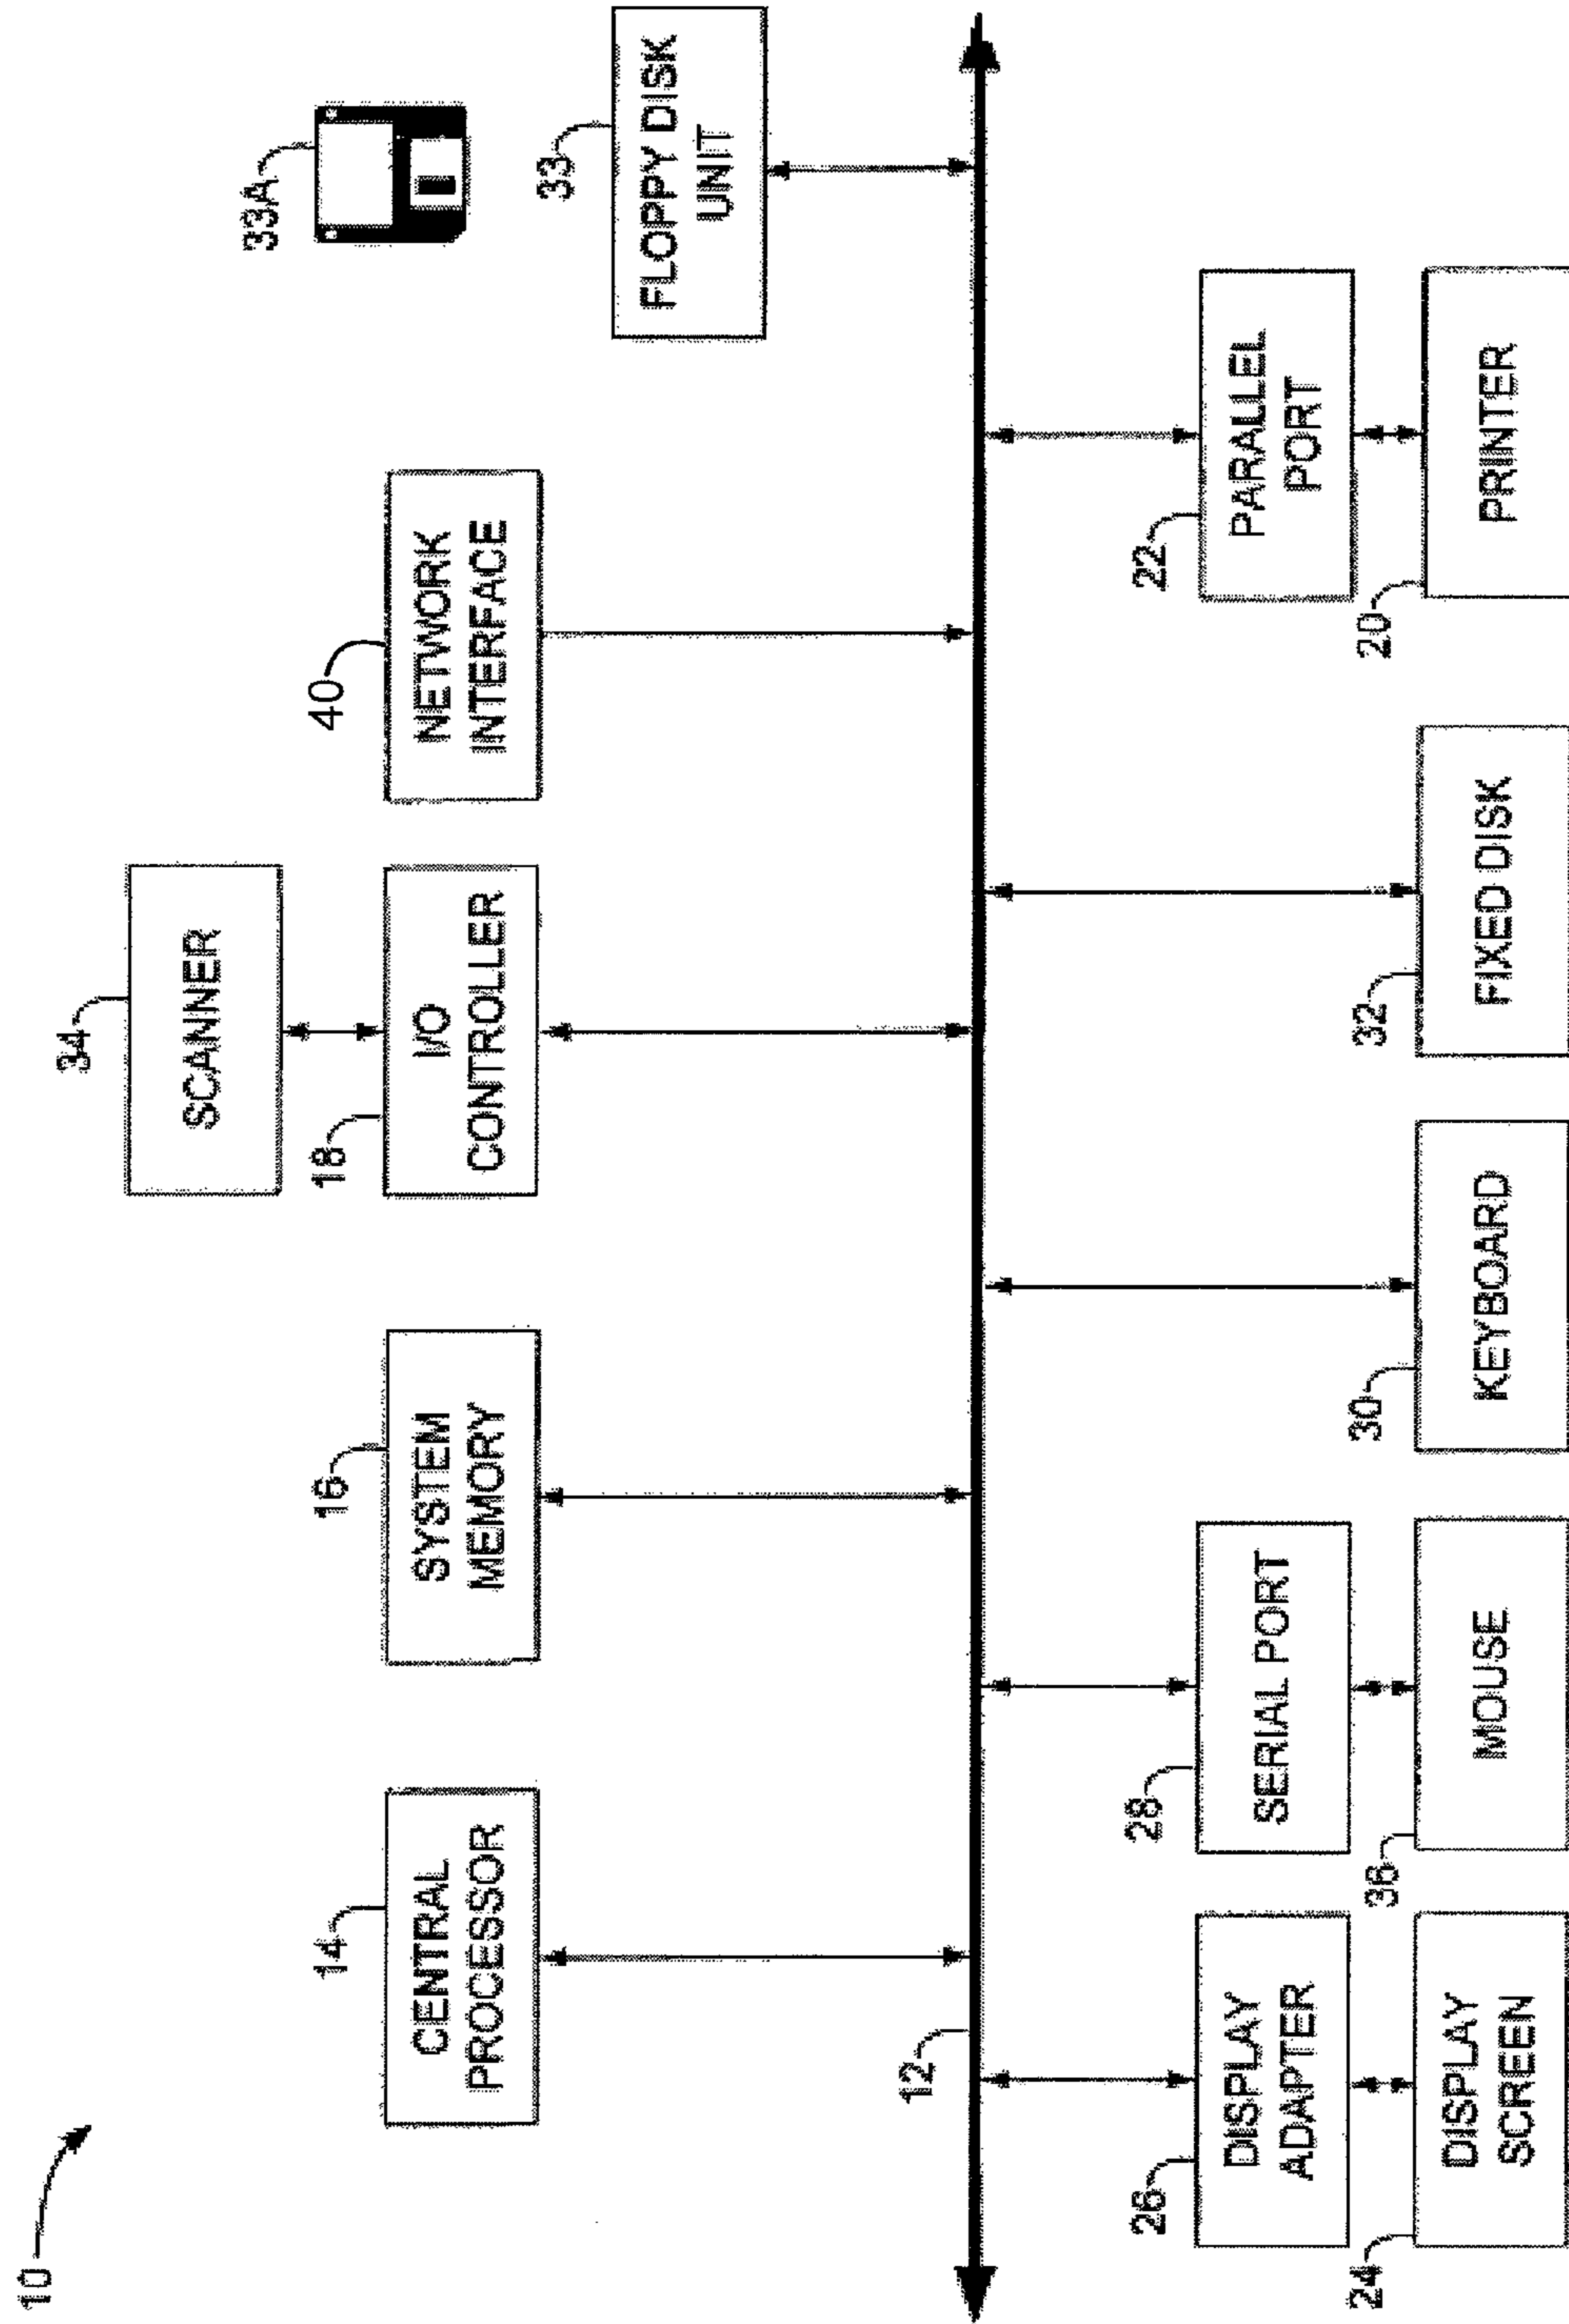 10
34
SCANNER
33A
14
16
18
40
CENTRAL
PROCESSOR
SYSTEM
MEMORY
I/O
CONTROLLER
NETWORK
INTERFACE
33
FLOPPY DISK
UNIT
12
26
DISPLAY
ADAPTER
28
SERIAL PORT
22
PARALLEL
PORT
24
DISPLAY
SCREEN
36
MOUSE
30
KEYBOARD
32
FIXED DISK
20
PRINTER